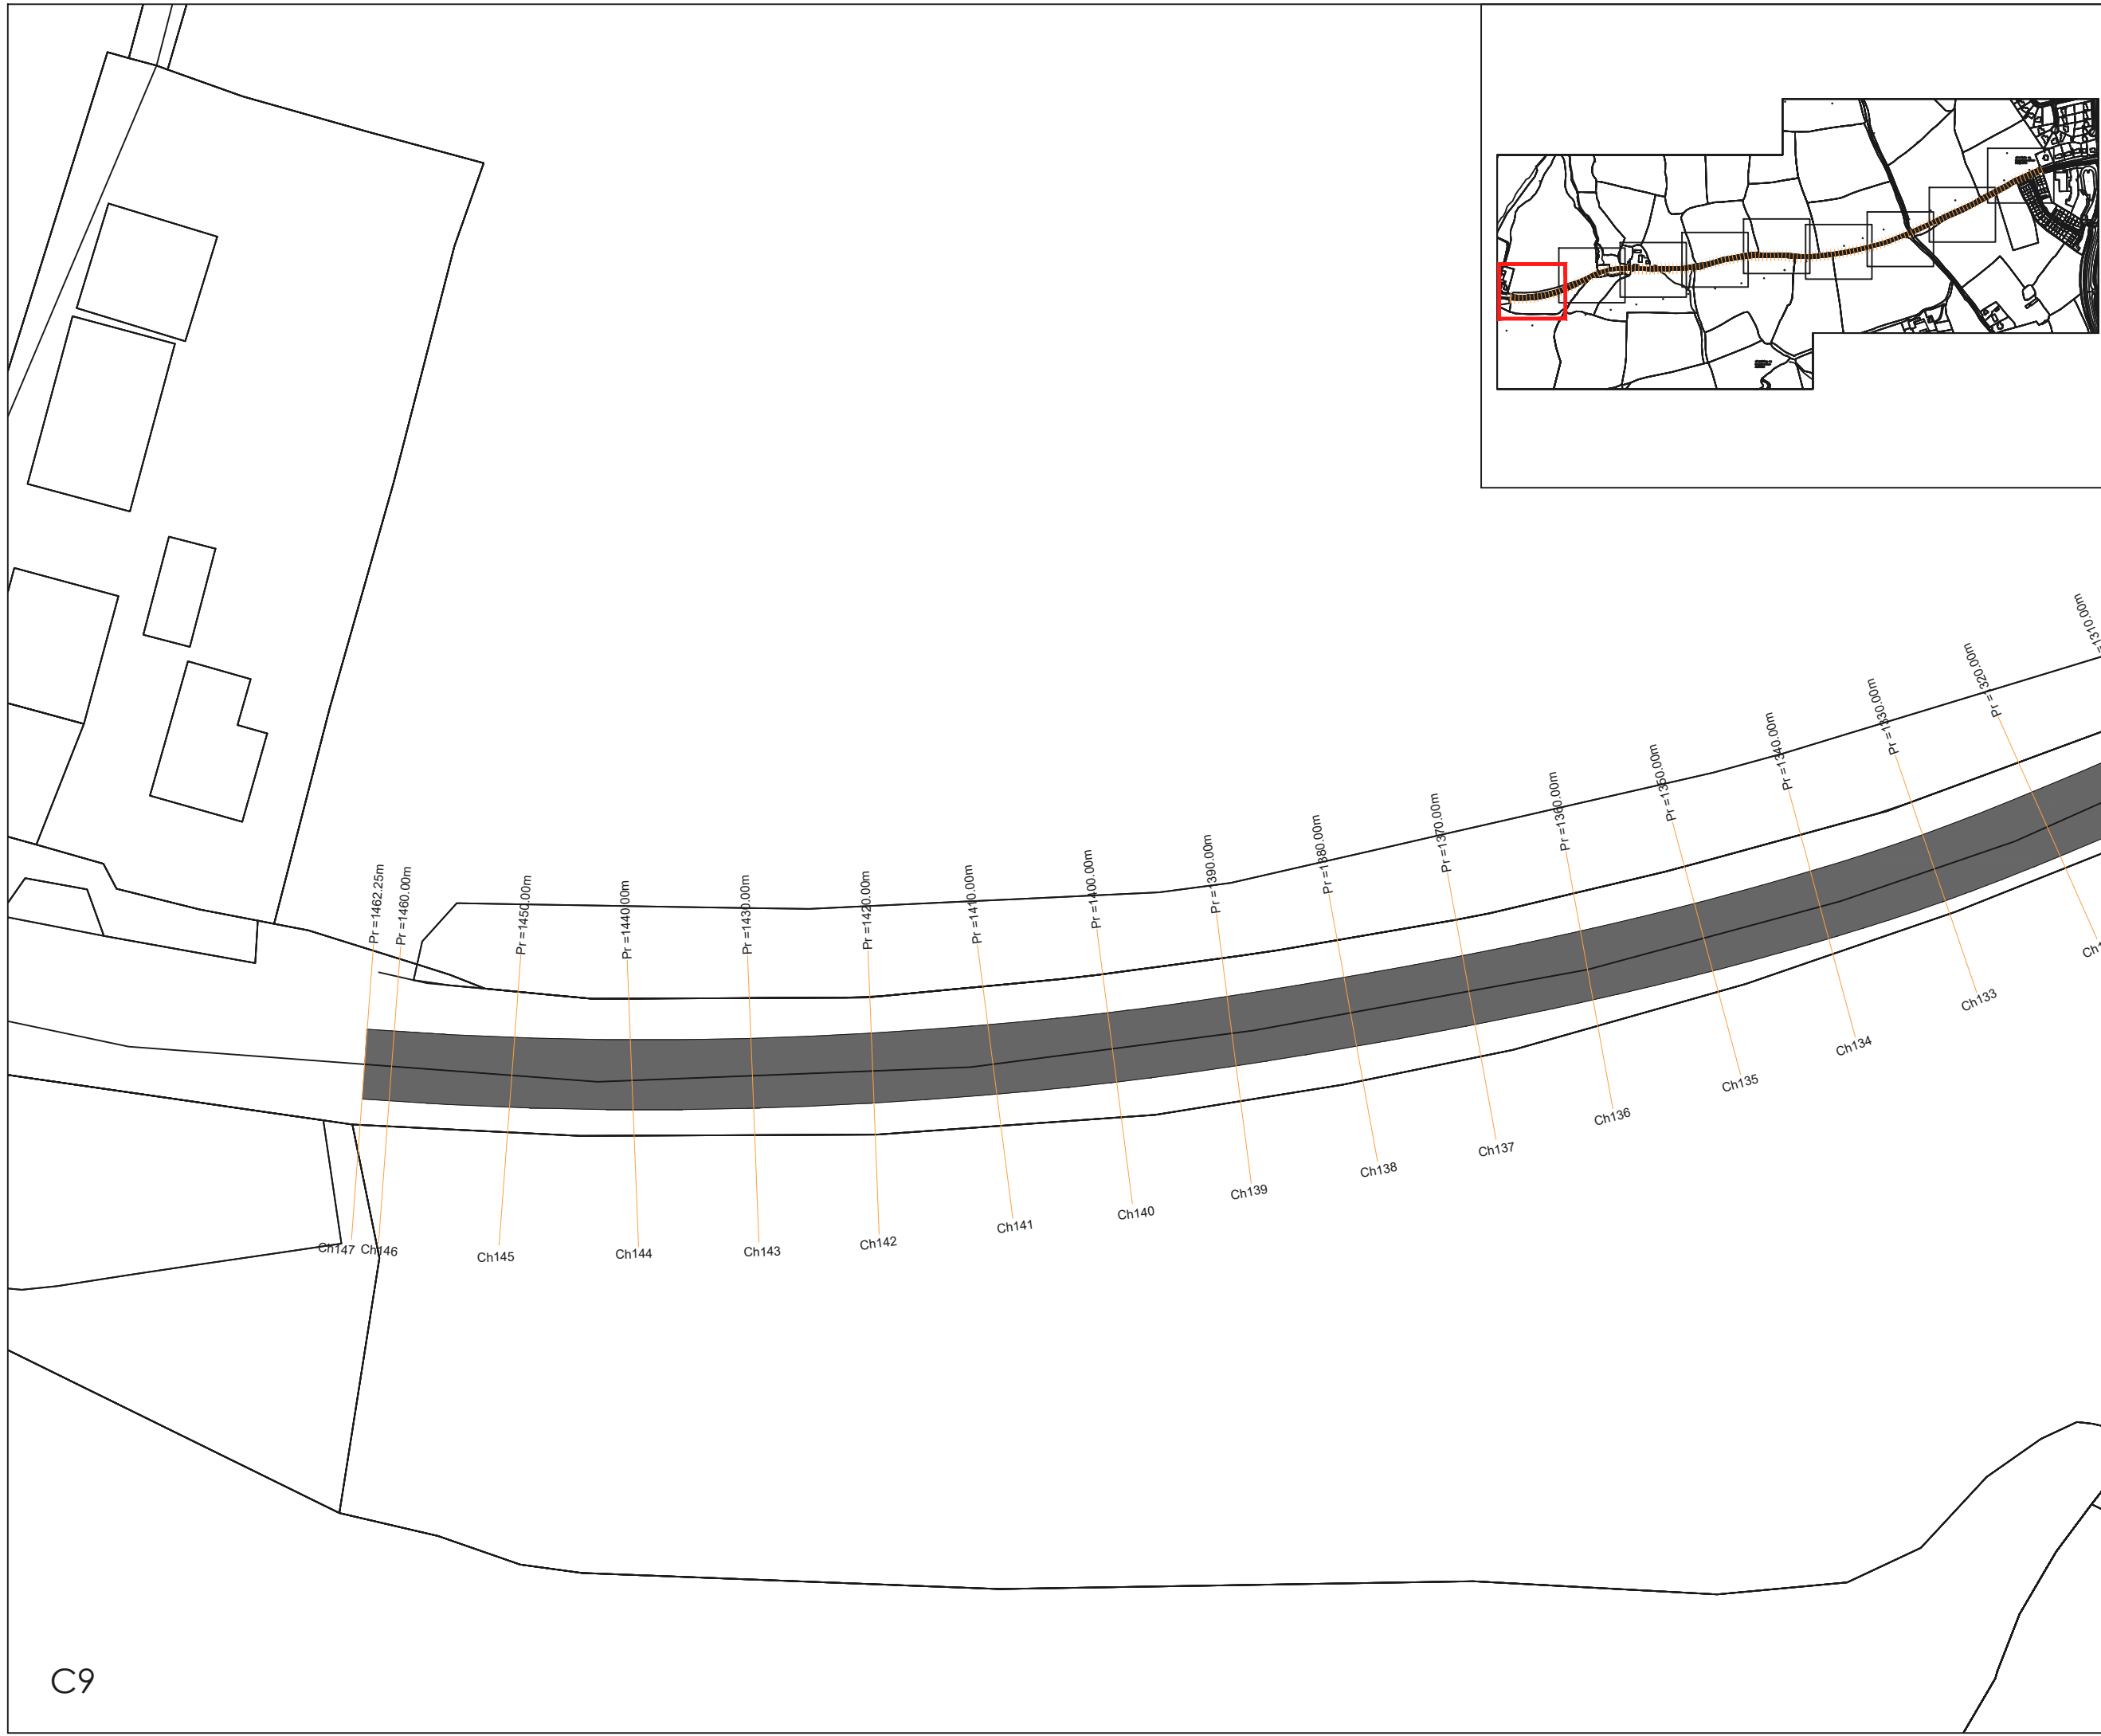 Pr =1462.25m
Pr =1460.00m
Pr =1450.00m
Pr =1440.00m
Pr =1430.00m
Pr =1420.00m
Pr =1410.00m
Pr =1400.00m
Pr =1390.00m
Pr =1380.00m
Pr =1370.00m
Pr =1360.00m
Pr =1350.00m
Pr =1340.00m
Pr =1330.00m
Pr =1320.00m
=1310.00m
Ch147
Ch146
Ch145
Ch144
Ch143
Ch142
Ch141
Ch140
Ch139
Ch138
Ch137
Ch136
Ch135
Ch134
Ch133
C9